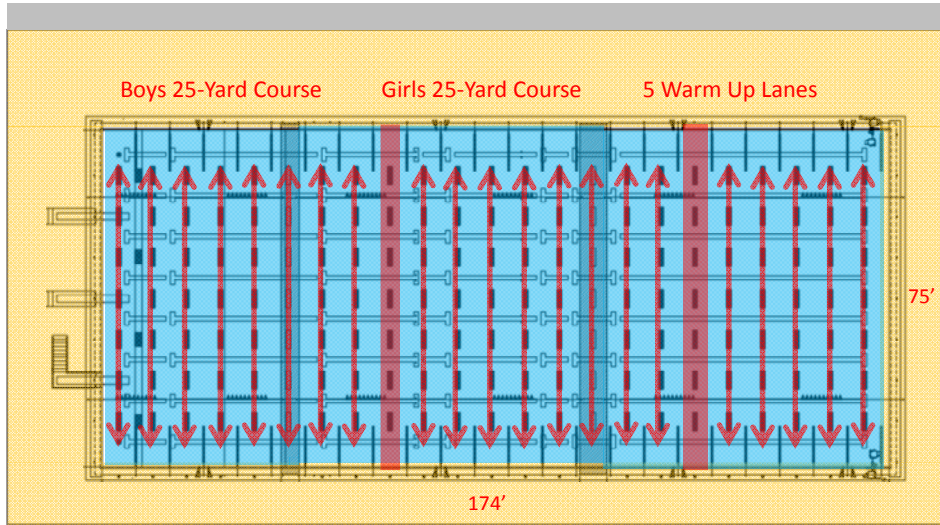 Boys 25-Yard Course
Girls 25-Yard Course
5 Warm Up Lanes
75’
174’